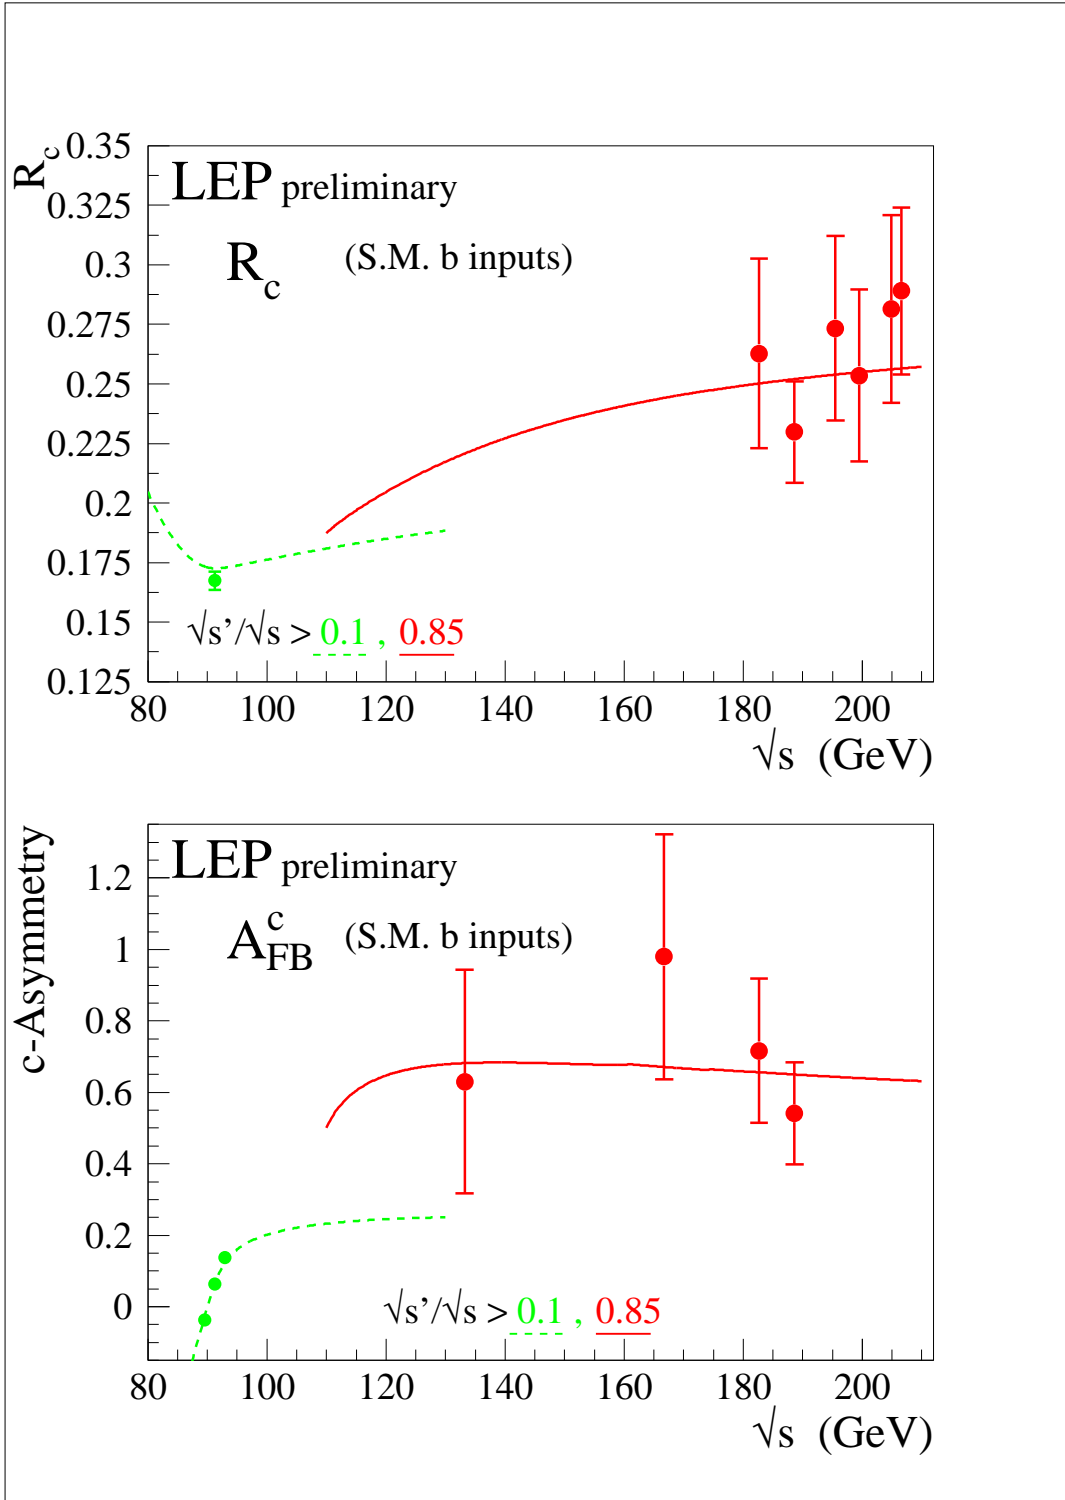 R_c
0.35
0.325
0.3
0.275
0.25
0.225
0.2
0.175
0.15
0.125
LEP preliminary
R_c (S.M. b inputs)
√s’/√s > 0.1 , 0.85
80 100 120 140 160 180 200
√s (GeV)
c-Asymmetry
1.2
1
0.8
0.6
0.4
0.2
0
LEP preliminary
A_FB^c (S.M. b inputs)
√s’/√s > 0.1 , 0.85
80 100 120 140 160 180 200
√s (GeV)